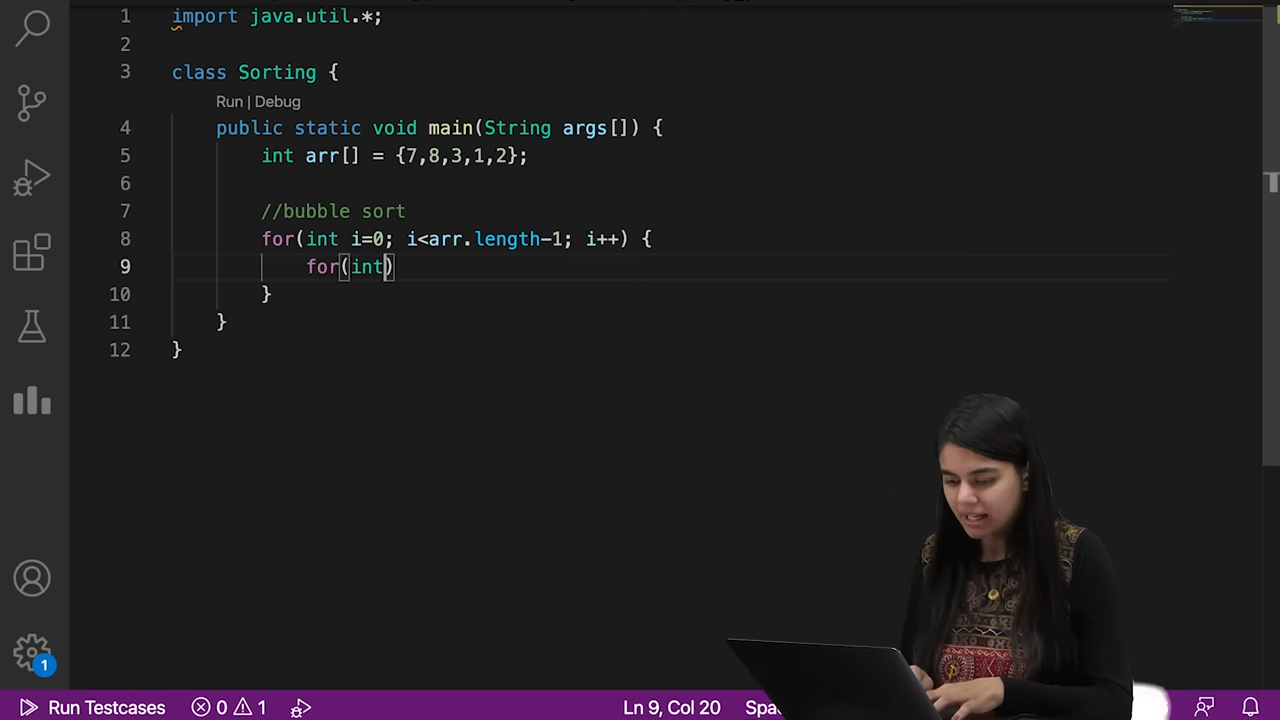 1 import java.util.*;
2
3 class Sorting {
Run | Debug
4 public static void main(String args[]) {
5 int arr[] = {7,8,3,1,2};
6
7 //bubble sort
8 for(int i=0; i<arr.length-1; i++) {
9 for(int)
10 }
11 }
12 }
1
Run Testcases 0 1 Ln 9, Col 20